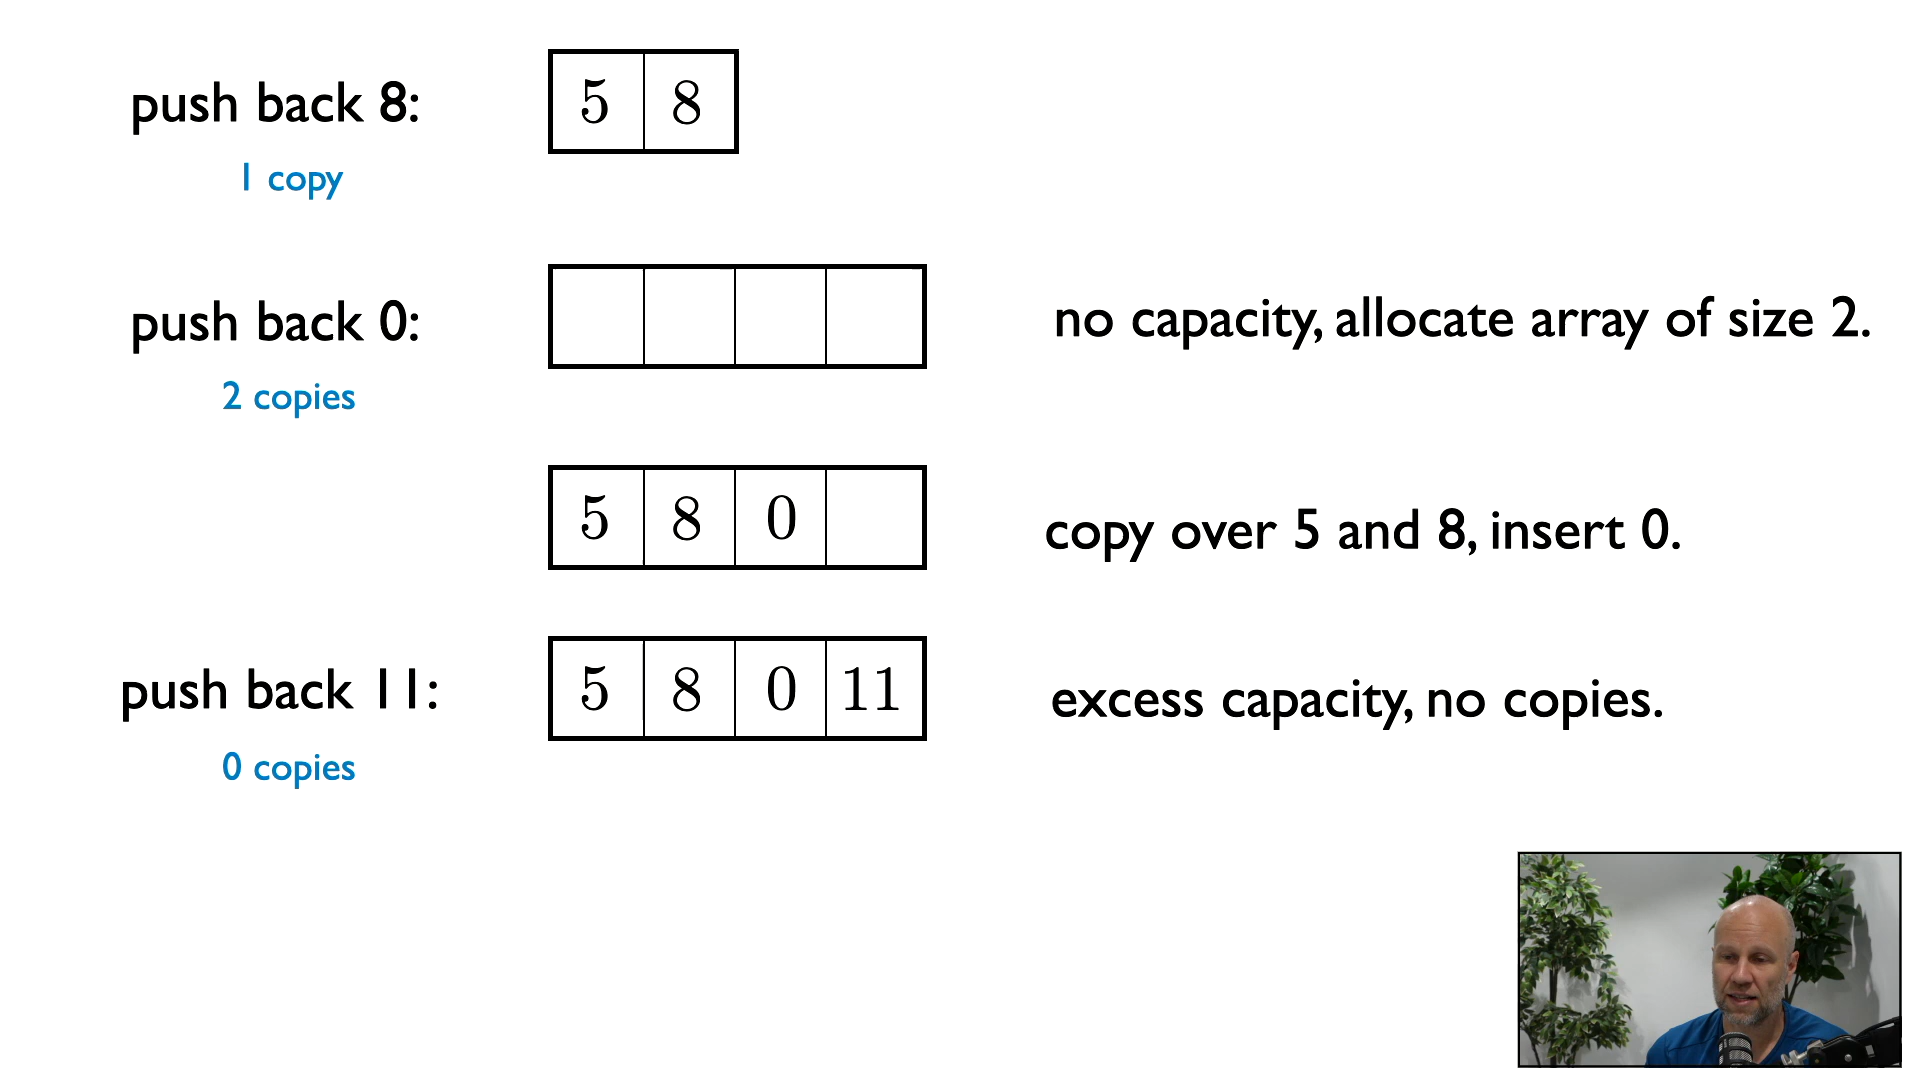 push back 8:
5 8
1 copy
push back 0:
no capacity, allocate array of size 2.
2 copies
5 8 0
copy over 5 and 8, insert 0.
push back 11:
5 8 0 11
excess capacity, no copies.
0 copies